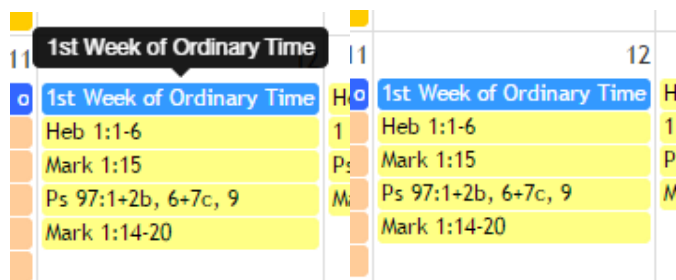 1st Week of Ordinary Time
11
1st Week of Ordinary Time
Heb 1:1-6
Mark 1:15
Ps 97:1+2b, 6+7c, 9
Mark 1:14-20
12
1st Week of Ordinary Time
Heb 1:1-6
Mark 1:15
Ps 97:1+2b, 6+7c, 9
Mark 1:14-20